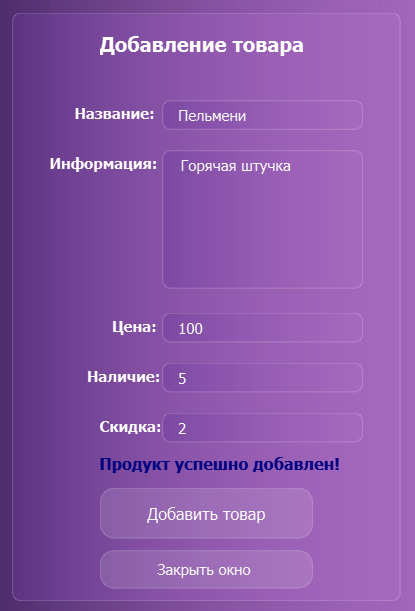 Добавление товара
Название: Пельмени
Информация: Горячая штучка
Цена: 100
Наличие: 5
Скидка: 2
Продукт успешно добавлен!
Добавить товар
Закрыть окно